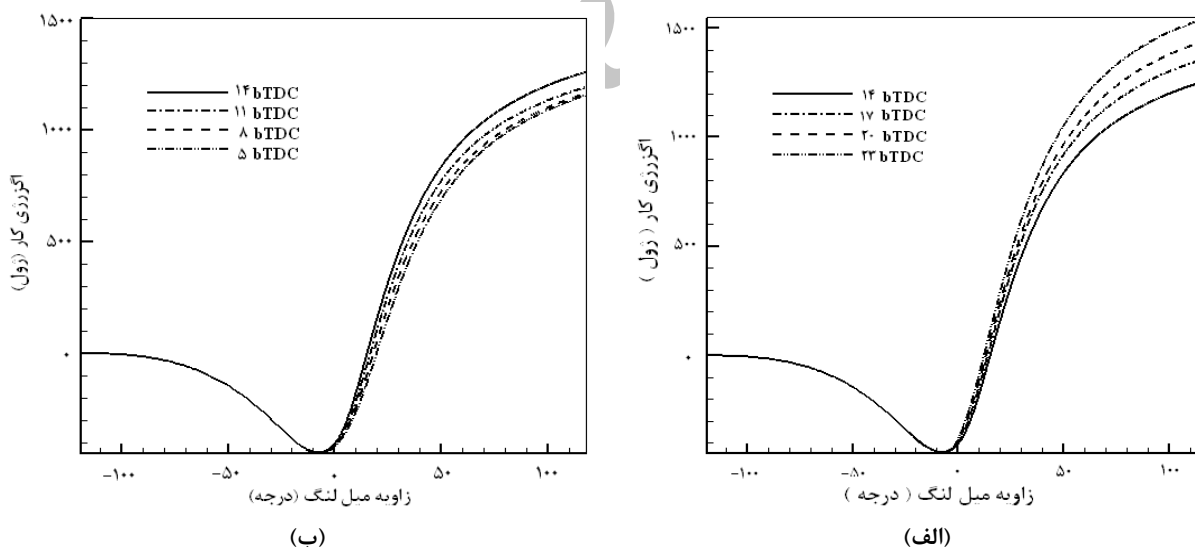 ۱۵۰۰
۱۰۰۰
۵۰۰
۰
اگزرژی کار ( ژول )
۱۴ bTDC
۱۷ bTDC
۲۰ bTDC
۲۳ bTDC
-۱۰۰ -۵۰ ۰ ۵۰ ۱۰۰
زاویه میل لنگ ( درجه )
(الف)
۱۵۰۰
۱۰۰۰
۵۰۰
۰
اگزرژی کار (ژول)
۱۴ bTDC
۱۱ bTDC
۸ bTDC
۵ bTDC
-۱۰۰ -۵۰ ۰ ۵۰ ۱۰۰
زاویه میل لنگ (درجه)
(ب)